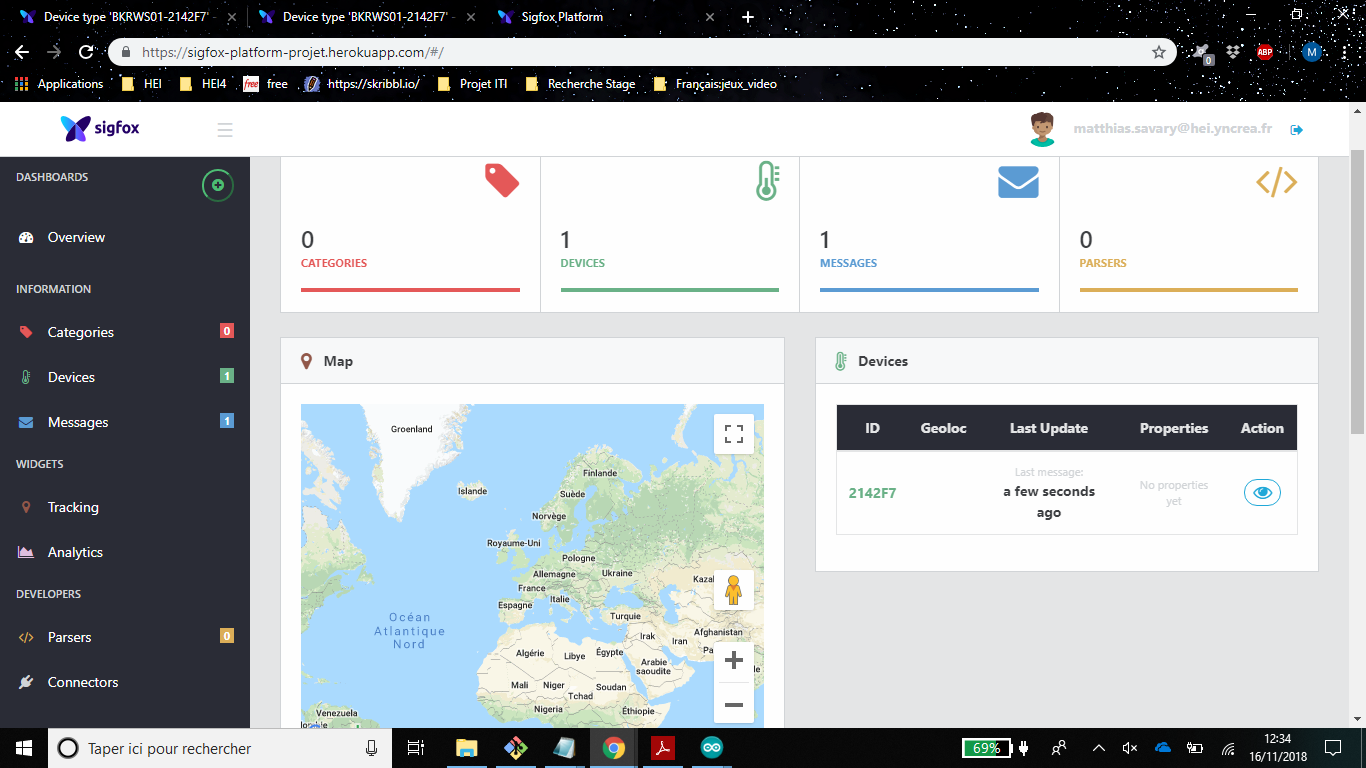 Device type 'BKRWS01-2142F7' -
Device type 'BKRWS01-2142F7' -
Sigfox Platform
https://sigfox-platform-projet.herokuapp.com/#/
0
ABP
M
Applications
HEI
HEI4
free
free
https://skribbl.io/
Projet ITI
Recherche Stage
Français:jeux_video
sigfox
matthias.savary@hei.yncrea.fr
DASHBOARDS
Overview
INFORMATION
Categories
0
Devices
1
Messages
1
WIDGETS
Tracking
Analytics
DEVELOPERS
Parsers
0
Connectors
0
CATEGORIES
1
DEVICES
1
MESSAGES
0
PARSERS
Map
Groenland
Islande
Finlande
Suède
Norvège
Royaume-Uni
Pologne
Allemagne
Ukraine
Kaza
France
Italie
Espagne
Turquie
Océan
Atlantique
Nord
Irak
Iran
Afghanistan
Algérie
Libye
Égypte
Pa
Arabie
saoudite
Mali
Niger
Tchad
Soudan
Nigeria
Éthiopie
Venezuela
Devices
ID
Geoloc
Last Update
Properties
Action
2142F7
Last message:
a few seconds
ago
No properties
yet
Taper ici pour rechercher
69%
12:34
16/11/2018